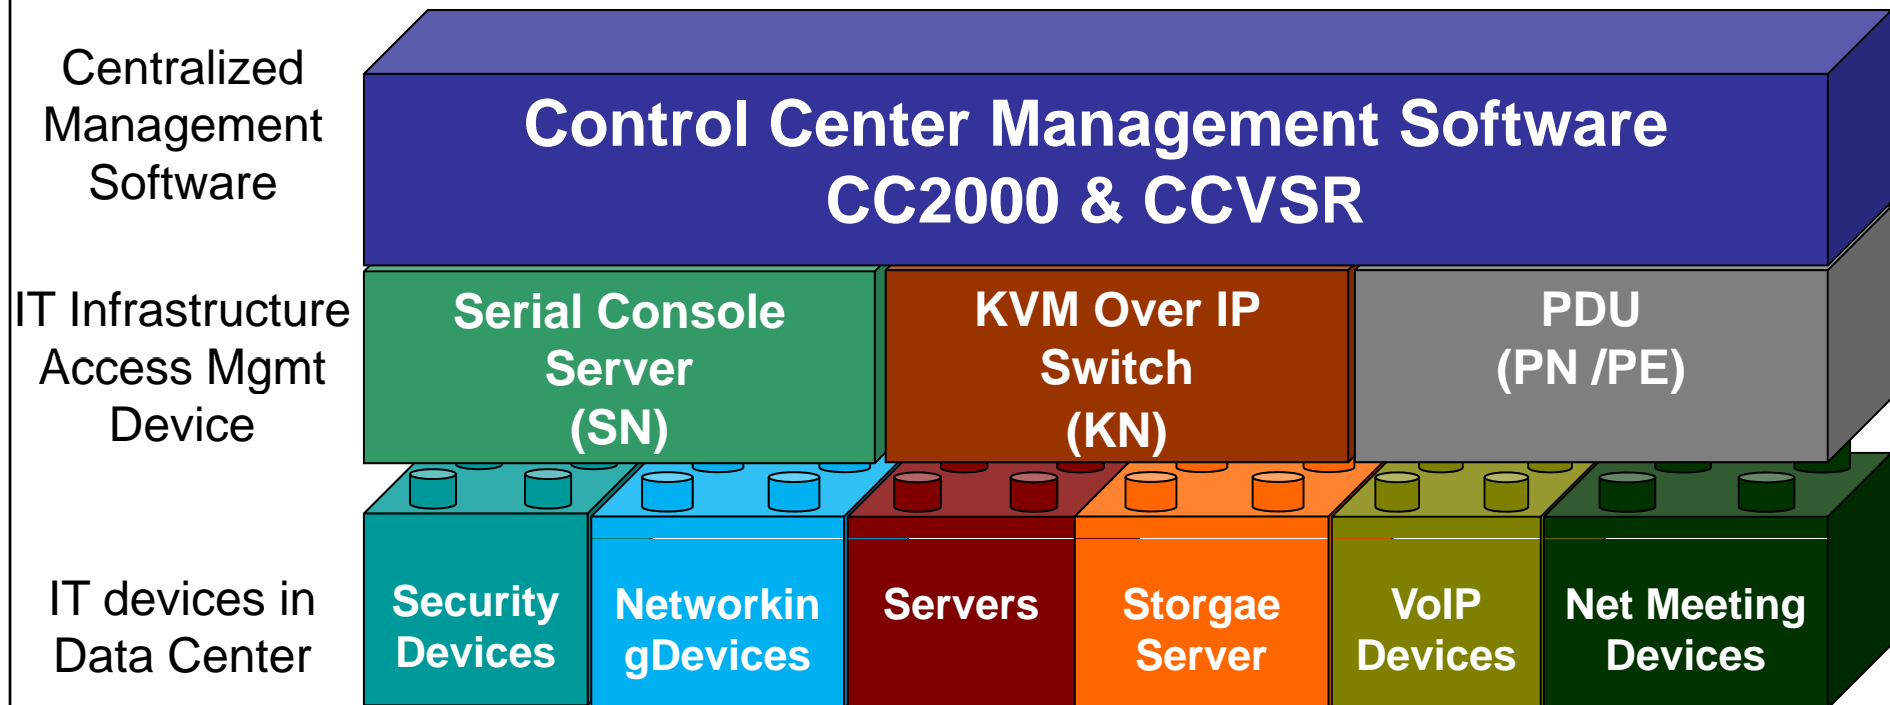 Centralized
Management
Software
Control Center Management Software
CC2000 & CCVSR
IT Infrastructure
Access Mgmt
Device
Serial Console
Server
(SN)
KVM Over IP
Switch
(KN)
PDU
(PN /PE)
IT devices in
Data Center
Security
Devices
Networkin
gDevices
Servers
Storgae
Server
VoIP
Devices
Net Meeting
Devices